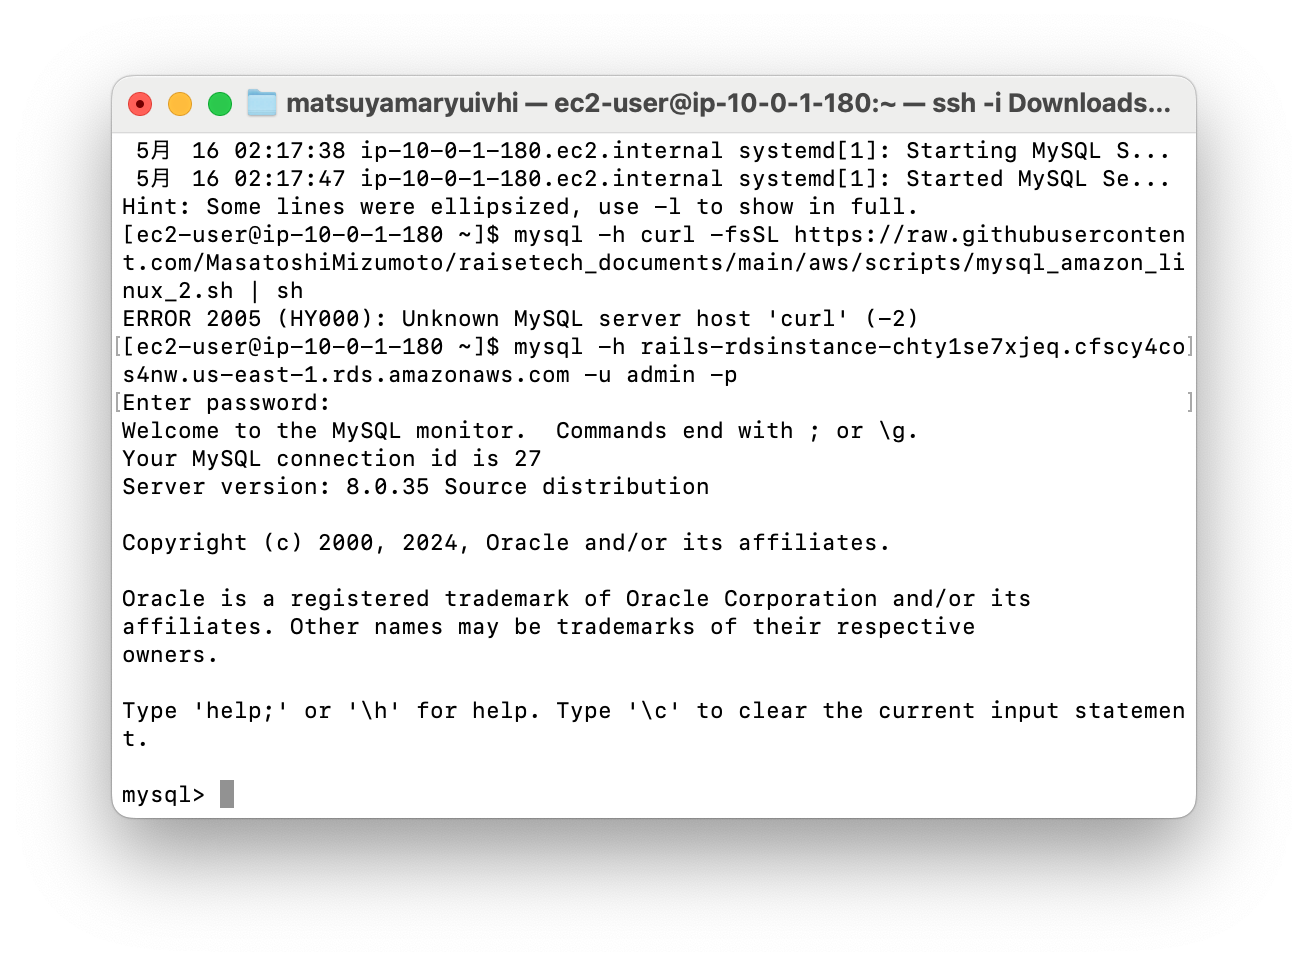 matsuyamaryuivhi — ec2-user@ip-10-0-1-180:~ — ssh -i Downloads...
5月 16 02:17:38 ip-10-0-1-180.ec2.internal systemd[1]: Starting MySQL S...
5月 16 02:17:47 ip-10-0-1-180.ec2.internal systemd[1]: Started MySQL Se...
Hint: Some lines were ellipsized, use -l to show in full.
[ec2-user@ip-10-0-1-180 ~]$ mysql -h curl -fsSL https://raw.githubuserconten
t.com/MasatoshiMizumoto/raisetech_documents/main/aws/scripts/mysql_amazon_li
nux_2.sh | sh
ERROR 2005 (HY000): Unknown MySQL server host 'curl' (-2)
[[ec2-user@ip-10-0-1-180 ~]$ mysql -h rails-rdsinstance-chty1se7xjeq.cfscy4co]
s4nw.us-east-1.rds.amazonaws.com -u admin -p
[Enter password: ]
Welcome to the MySQL monitor.  Commands end with ; or \g.
Your MySQL connection id is 27
Server version: 8.0.35 Source distribution
Copyright (c) 2000, 2024, Oracle and/or its affiliates.
Oracle is a registered trademark of Oracle Corporation and/or its
affiliates. Other names may be trademarks of their respective
owners.
Type 'help;' or '\h' for help. Type '\c' to clear the current input statemen
t.
mysql>